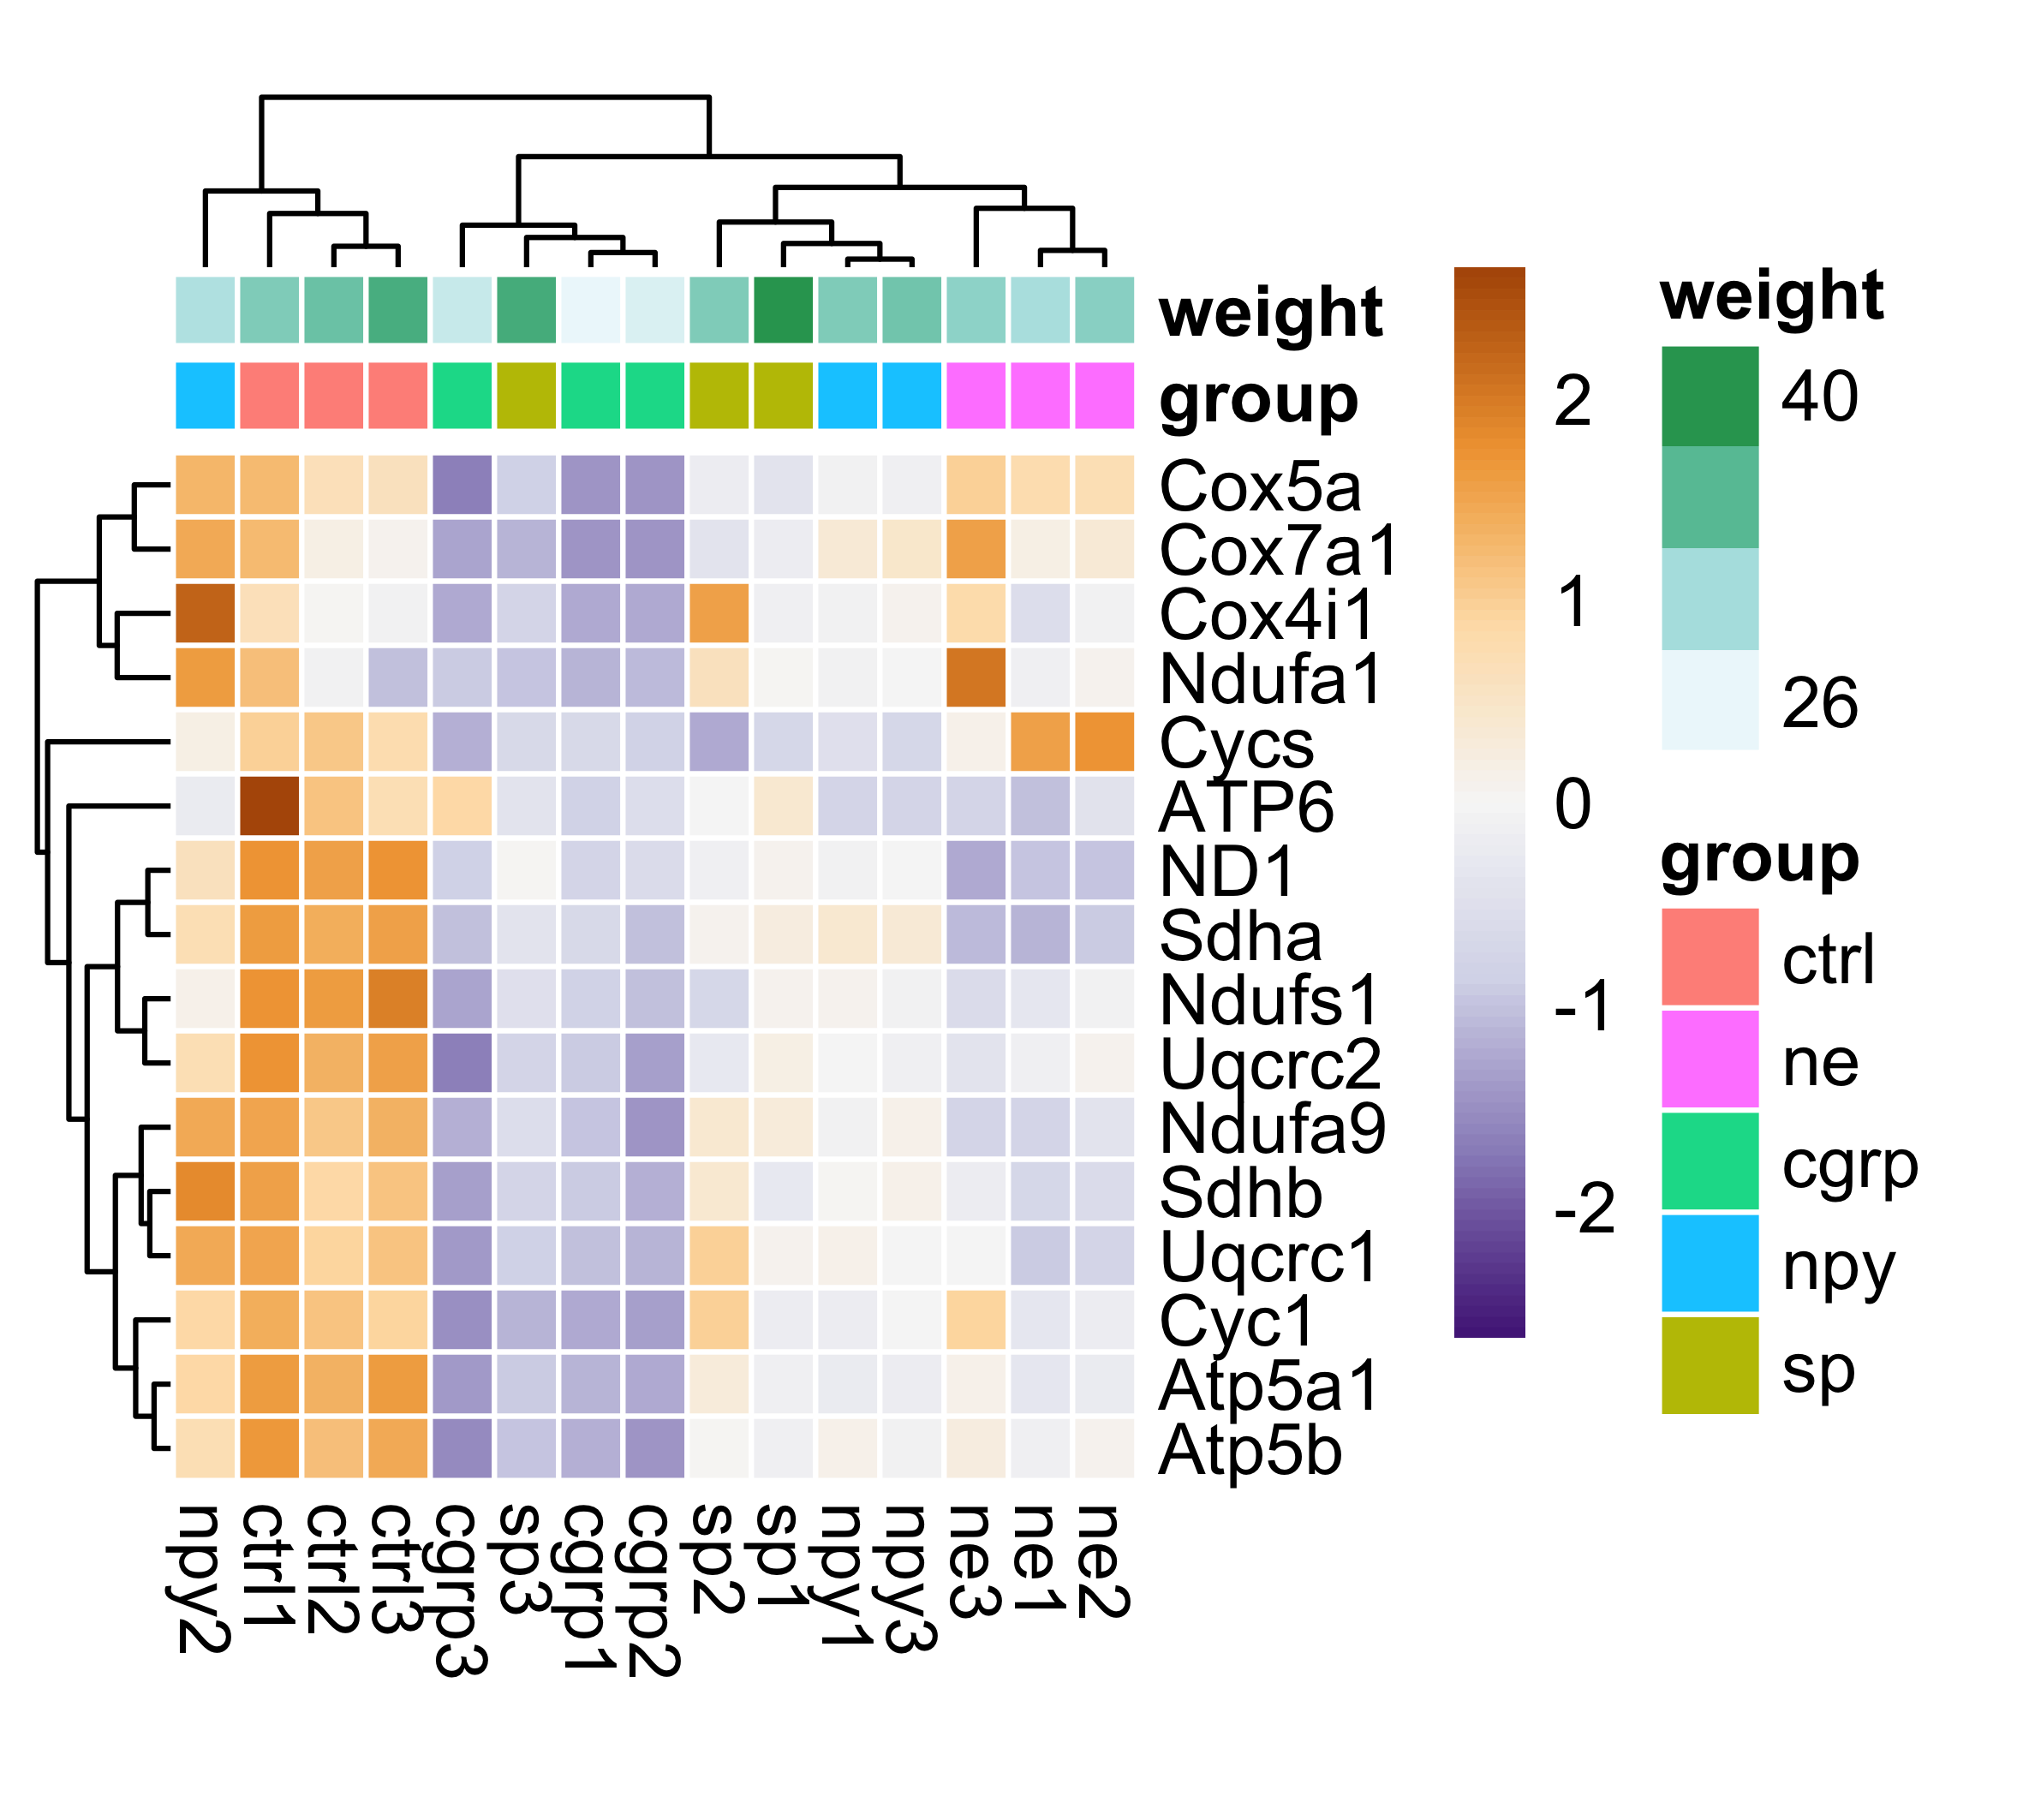 weight
group
Cox5a
Cox7a1
Cox4i1
Ndufa1
Cycs
ATP6
ND1
Sdha
Ndufs1
Uqcrc2
Ndufa9
Sdhb
Uqcrc1
Cyc1
Atp5a1
Atp5b
npy2
ctrl1
ctrl2
ctrl3
cgrp3
sp3
cgrp1
cgrp2
sp2
sp1
npy1
npy3
ne3
ne1
ne2
2
1
0
-1
-2
weight
40
26
group
ctrl
ne
cgrp
npy
sp